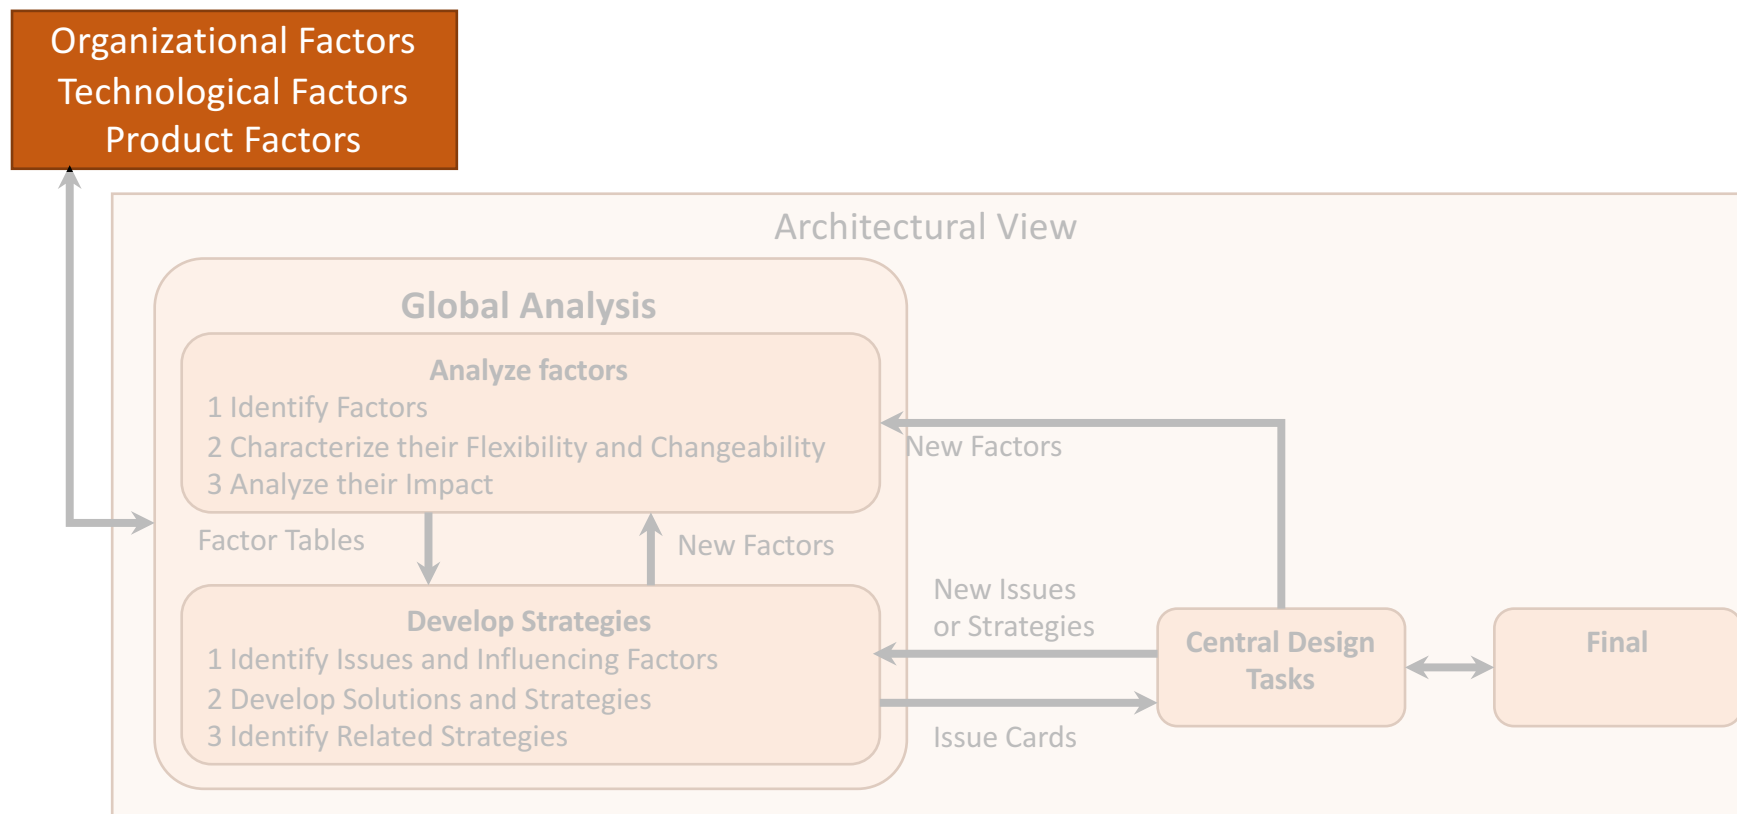 Organizational Factors
Technological Factors
Product Factors
Architectural View
Global Analysis
Analyze factors
1 Identify Factors
2 Characterize their Flexibility and Changeability
3 Analyze their Impact
New Factors
Factor Tables
New Factors
Develop Strategies
1 Identify Issues and Influencing Factors
2 Develop Solutions and Strategies
3 Identify Related Strategies
New Issues
or Strategies
Issue Cards
Central Design
Tasks
Final